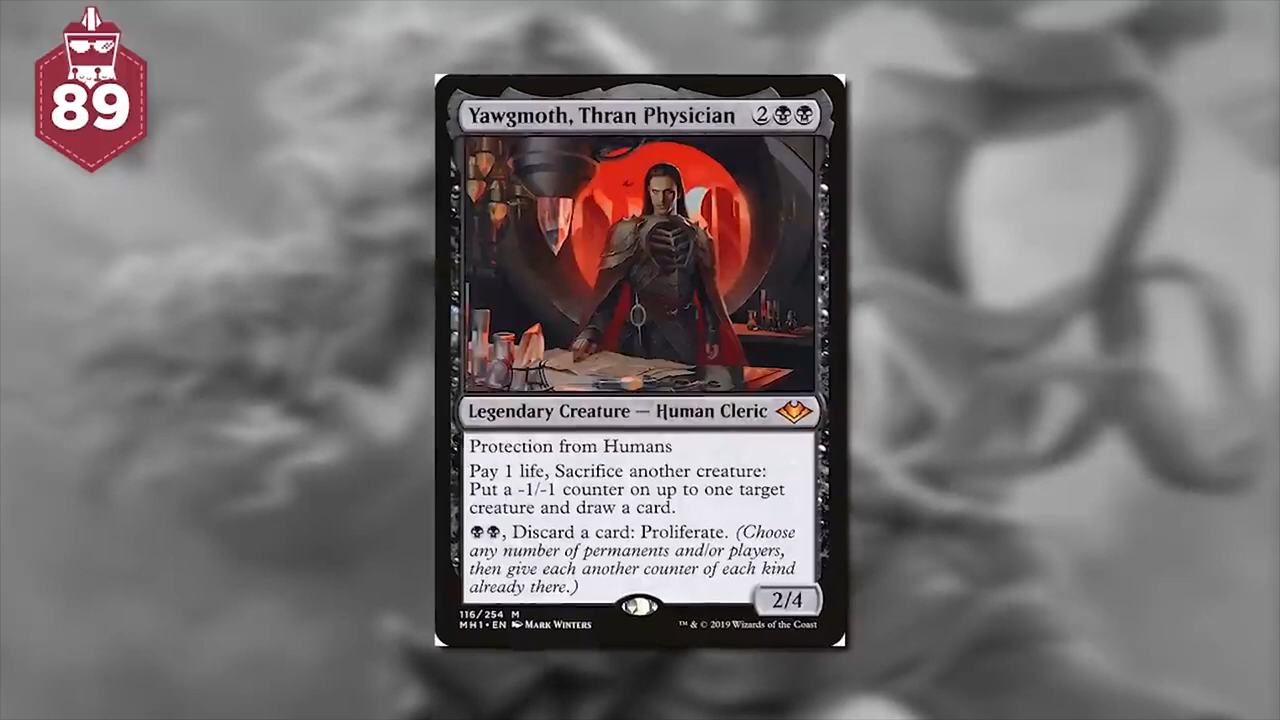 89
Yawgmoth, Thran Physician 2
Legendary Creature — Human Cleric
Protection from Humans
Pay 1 life, Sacrifice another creature:
Put a -1/-1 counter on up to one target
creature and draw a card.
, Discard a card: Proliferate. (Choose
any number of permanents and/or players,
then give each another counter of each kind
already there.)
2/4
116/254 M
MH1 • EN Mark Winters
™ & © 2019 Wizards of the Coast